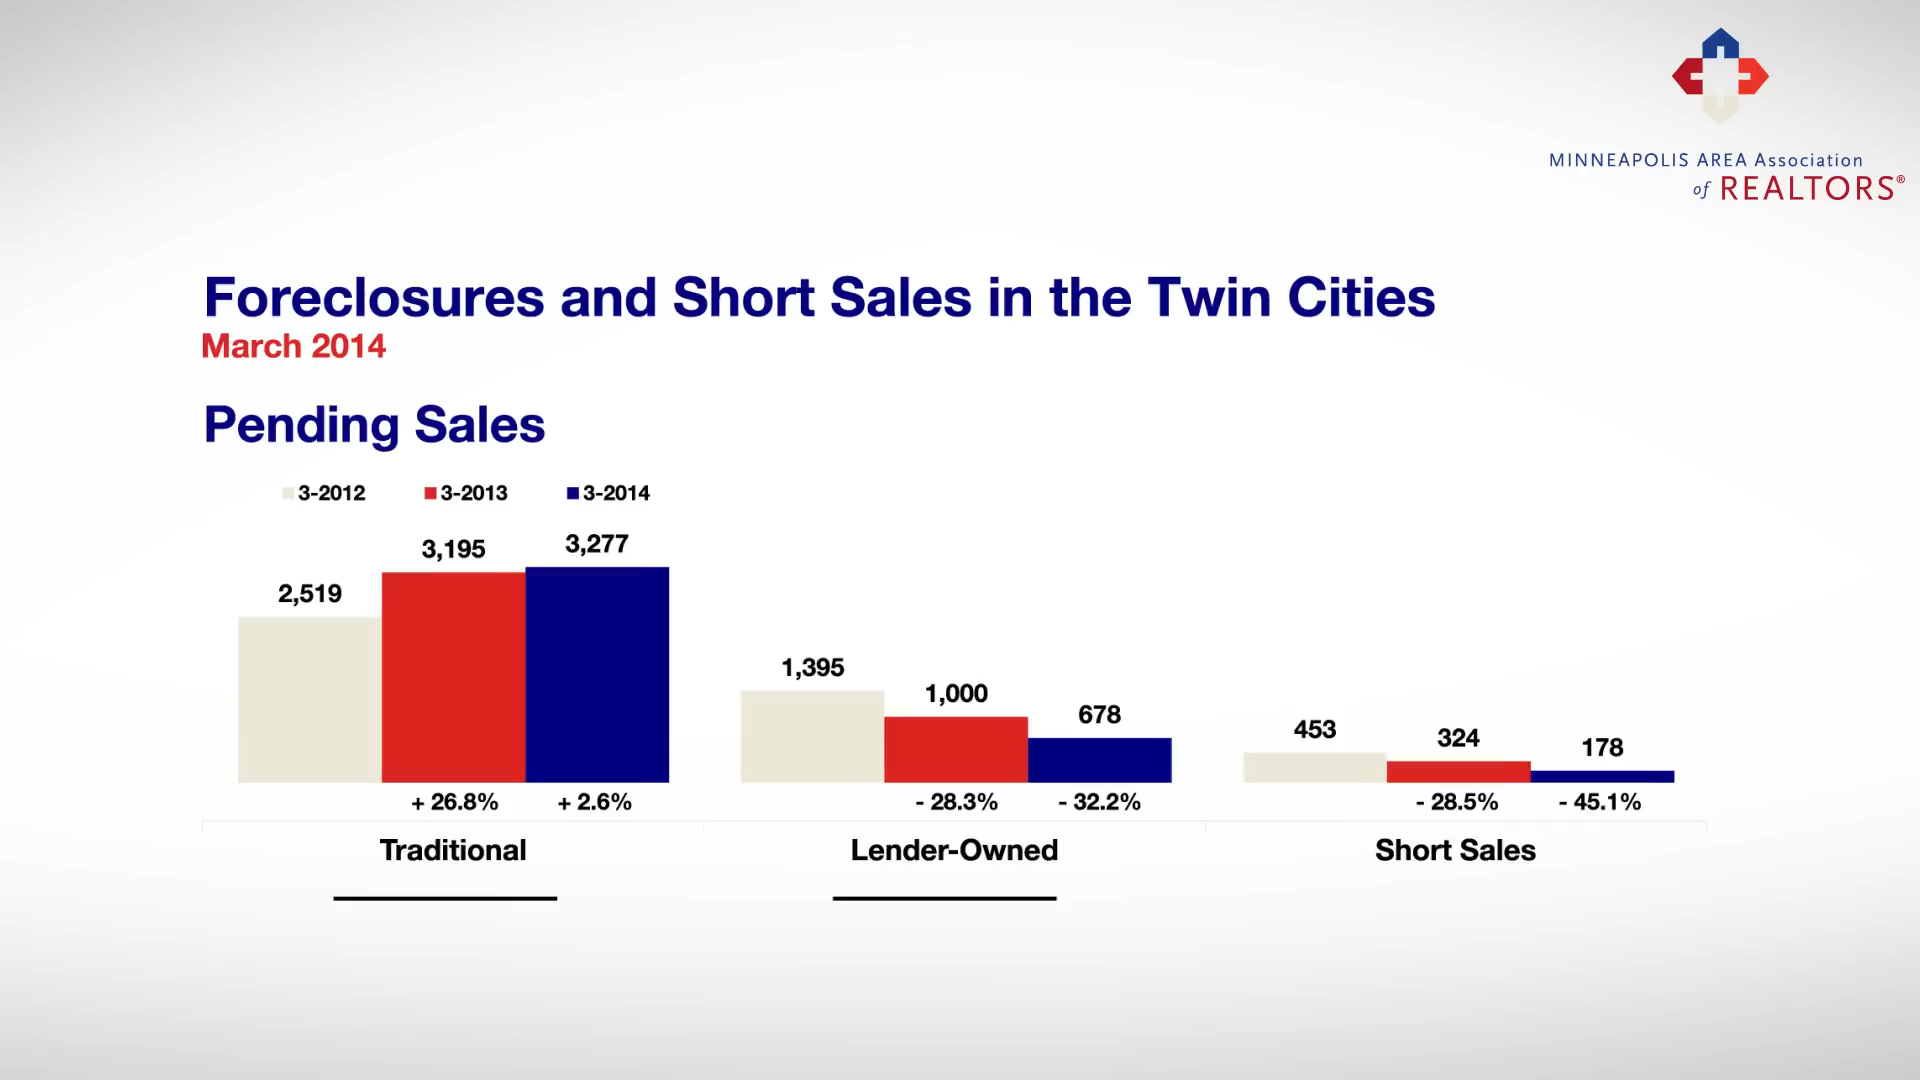 MINNEAPOLIS AREA Association
of REALTORS®
Foreclosures and Short Sales in the Twin Cities
March 2014
Pending Sales
3-2012 3-2013 3-2014
2,519 3,195 3,277
1,395 1,000 678
453 324 178
+ 26.8% + 2.6%
- 28.3% - 32.2%
- 28.5% - 45.1%
Traditional Lender-Owned Short Sales